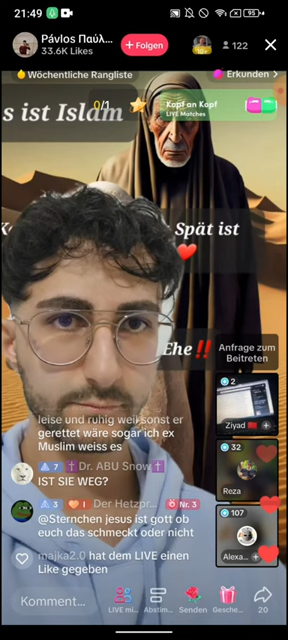 21:49
95
Pávlos Παύλ...
33.6K Likes
+ Folgen
10+
122
Wöchentliche Rangliste
Erkunden >
s ist Islam
0/1
Kopf an Kopf
LIVE Matches
Spät ist
Ehe
Anfrage zum
Beitreten
2
Ziyad
32
Reza
107
Alexa...
leise und ruhig weil sonst er
gerettet wäre sogar ich ex
Muslim weiss es
7 Dr. ABU Snow
IST SIE WEG?
3 1 Der Hetzpr... Nr. 3
@Sternchen jesus ist gott ob
euch das schmeckt oder nicht
majka2.0 hat dem LIVE einen
Like gegeben
Komment...
LIVE mi...
Abstim...
Senden
Gesche...
20